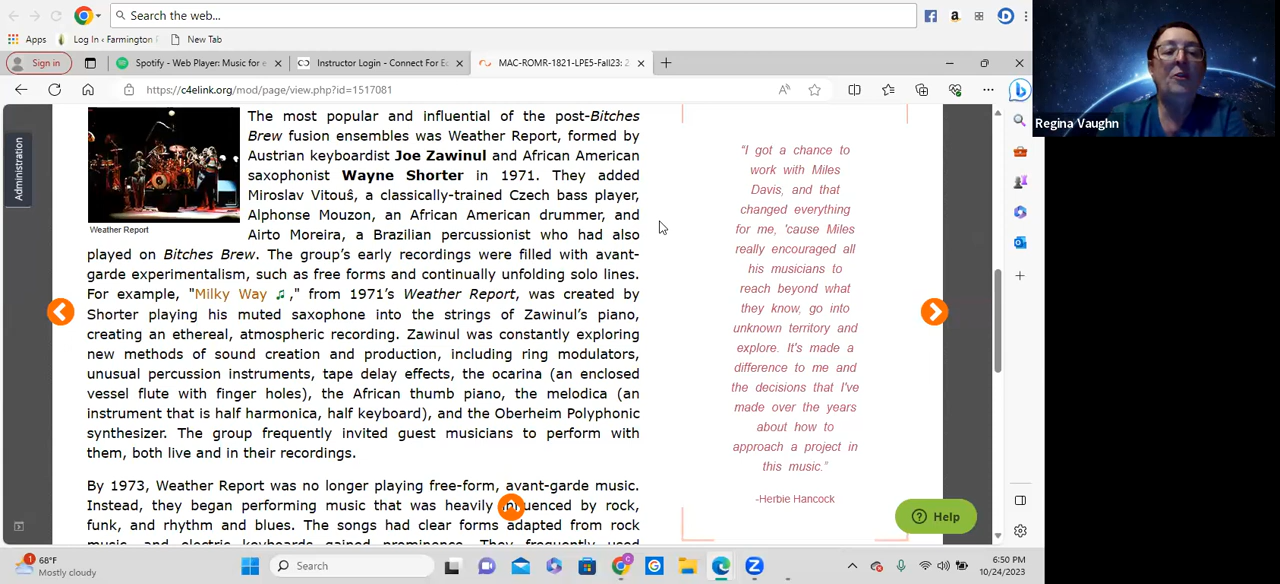 Search the web...
Apps
Log In ‹ Farmington
New Tab
Sign in
Spotify - Web Player: Music for e
Instructor Login - Connect For Ed
MAC-ROMR-1821-LPE5-Fall23: 2
https://c4elink.org/mod/page/view.php?id=1517081
Regina Vaughn
Administration
The most popular and influential of the post-Bitches
Brew fusion ensembles was Weather Report, formed by
Austrian keyboardist Joe Zawinul and African American
saxophonist Wayne Shorter in 1971. They added
Miroslav Vitouš, a classically-trained Czech bass player,
Alphonse Mouzon, an African American drummer, and
Airto Moreira, a Brazilian percussionist who had also
Weather Report
played on Bitches Brew. The group's early recordings were filled with avant-
garde experimentalism, such as free forms and continually unfolding solo lines.
For example, "Milky Way ♫," from 1971's Weather Report, was created by
Shorter playing his muted saxophone into the strings of Zawinul's piano,
creating an ethereal, atmospheric recording. Zawinul was constantly exploring
new methods of sound creation and production, including ring modulators,
unusual percussion instruments, tape delay effects, the ocarina (an enclosed
vessel flute with finger holes), the African thumb piano, the melodica (an
instrument that is half harmonica, half keyboard), and the Oberheim Polyphonic
synthesizer. The group frequently invited guest musicians to perform with
them, both live and in their recordings.
By 1973, Weather Report was no longer playing free-form, avant-garde music.
Instead, they began performing music that was heavily influenced by rock,
funk, and rhythm and blues. The songs had clear forms adapted from rock
music, and electric keyboards gained prominence. They frequently used
"I got a chance to
work with Miles
Davis, and that
changed everything
for me, 'cause Miles
really encouraged all
his musicians to
reach beyond what
they know, go into
unknown territory and
explore. It's made a
difference to me and
the decisions that I've
made over the years
about how to
approach a project in
this music."
-Herbie Hancock
Help
68°F
Mostly cloudy
Search
6:50 PM
10/24/2023